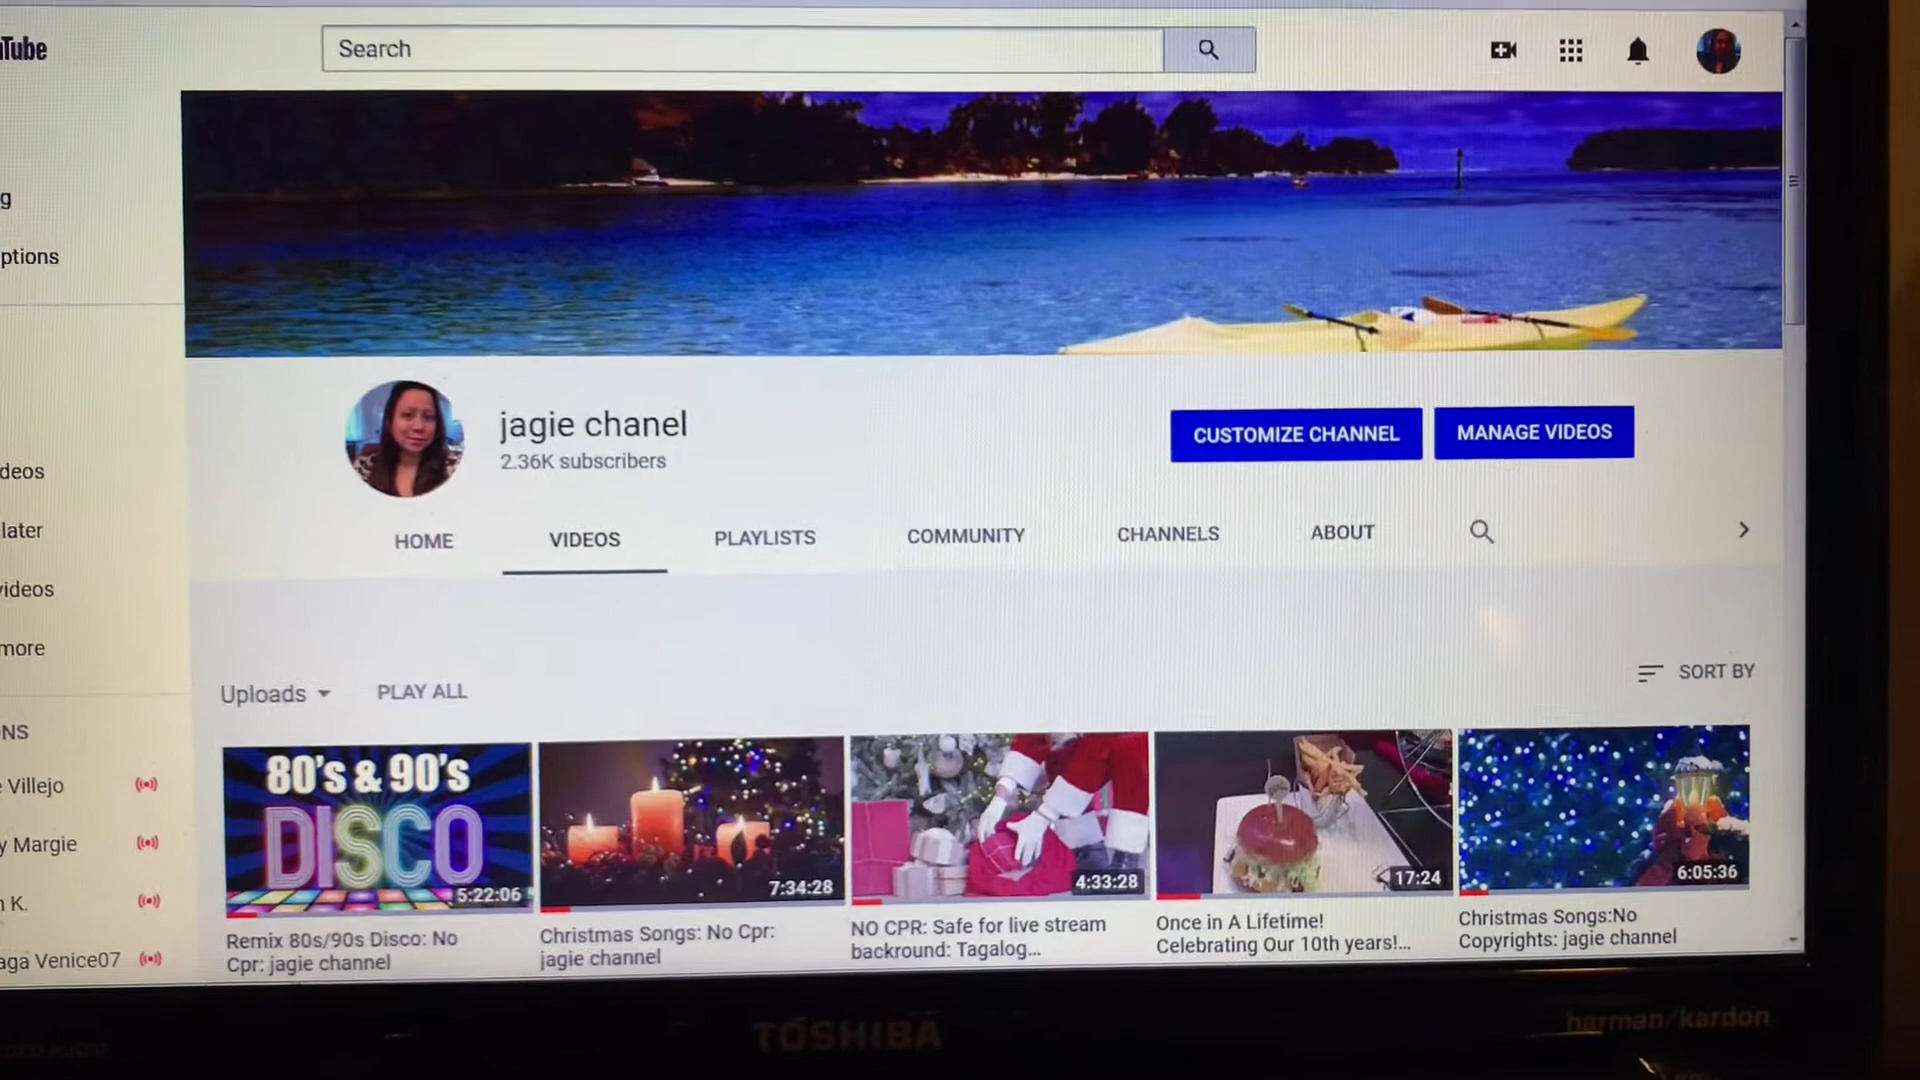 Tube
Search
g
ptions
deos
later
videos
more
NS
e Villejo
y Margie
n K.
aga Venice07
jagie chanel
2.36K subscribers
CUSTOMIZE CHANNEL
MANAGE VIDEOS
HOME
VIDEOS
PLAYLISTS
COMMUNITY
CHANNELS
ABOUT
Uploads
PLAY ALL
SORT BY
80's & 90's
DISCO
5:22:06
7:34:28
4:33:28
17:24
6:05:36
Remix 80s/90s Disco: No
Cpr: jagie channel
Christmas Songs: No Cpr:
jagie channel
NO CPR: Safe for live stream
backround: Tagalog...
Once in A Lifetime!
Celebrating Our 10th years!...
Christmas Songs:No
Copyrights: jagie channel
TOSHIBA
harman/kardon